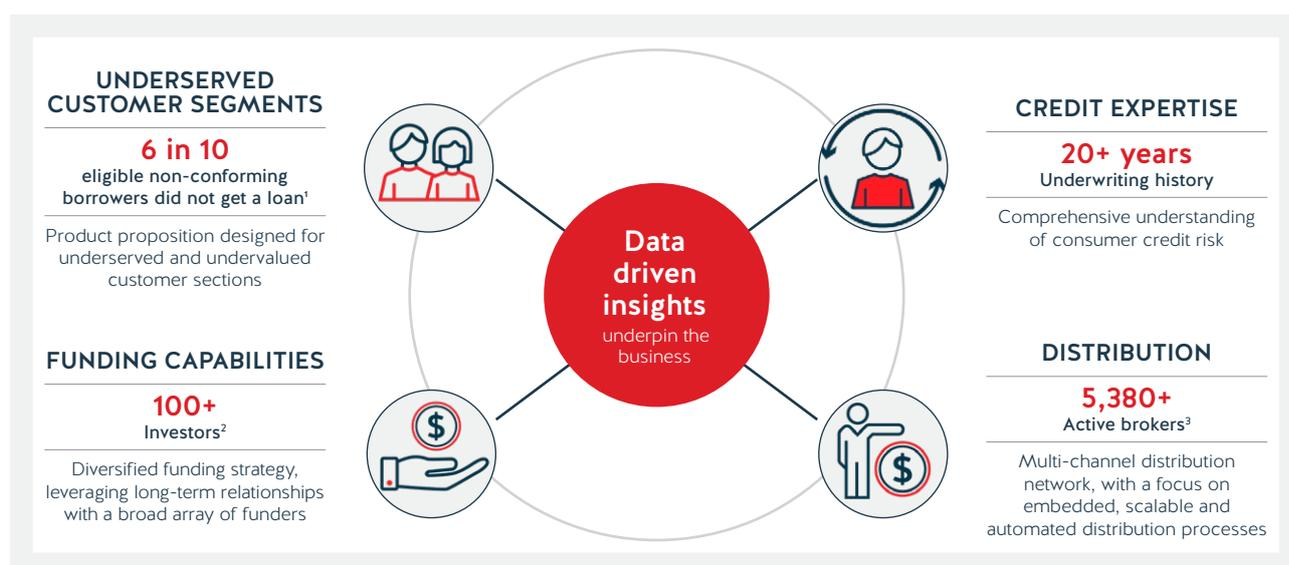 UNDERSERVED
CUSTOMER SEGMENTS
6 in 10
eligible non-conforming
borrowers did not get a loan¹
Product proposition designed for
underserved and undervalued
customer sections
FUNDING CAPABILITIES
100+
Investors²
Diversified funding strategy,
leveraging long-term relationships
with a broad array of funders
$
Data
driven
insights
underpin the
business
CREDIT EXPERTISE
20+ years
Underwriting history
Comprehensive understanding
of consumer credit risk
$
DISTRIBUTION
5,380+
Active brokers³
Multi-channel distribution
network, with a focus on
embedded, scalable and
automated distribution processes